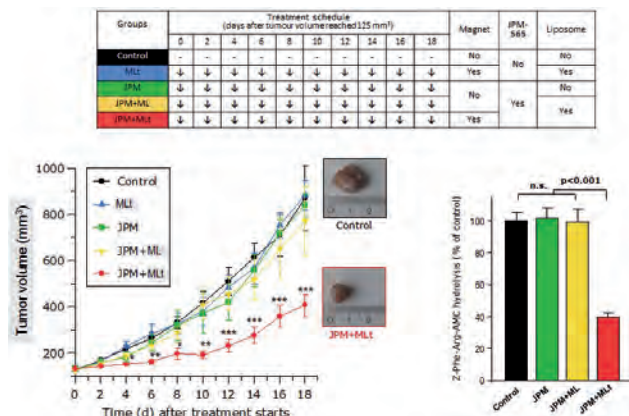 Groups
Treatment schedule
(days after tumour volume reached 125 mm³)
Magnet
JPM-565
Liposome
0 2 4 6 8 10 12 14 16 18
Control - - - - - - - - - - No No No
MLt ↓ ↓ ↓ ↓ ↓ ↓ ↓ ↓ ↓ ↓ Yes Yes
JPM ↓ ↓ ↓ ↓ ↓ ↓ ↓ ↓ ↓ ↓ No Yes No
JPM+ML ↓ ↓ ↓ ↓ ↓ ↓ ↓ ↓ ↓ ↓ Yes
JPM+MLt ↓ ↓ ↓ ↓ ↓ ↓ ↓ ↓ ↓ ↓ Yes
Tumor volume (mm³)
1000
800
600
400
200
Control
MLt
JPM
JPM+ML
JPM+MLt
Control
JPM+MLt
* ** * ** *** *** *** ***
0 2 4 6 8 10 12 14 16 18
Time (d) after treatment starts
Z-Phe-Arg-AMC hydrolysis (% of control)
n.s. p<0.001
100
80
60
40
20
0
Control JPM JPM+ML JPM+MLt